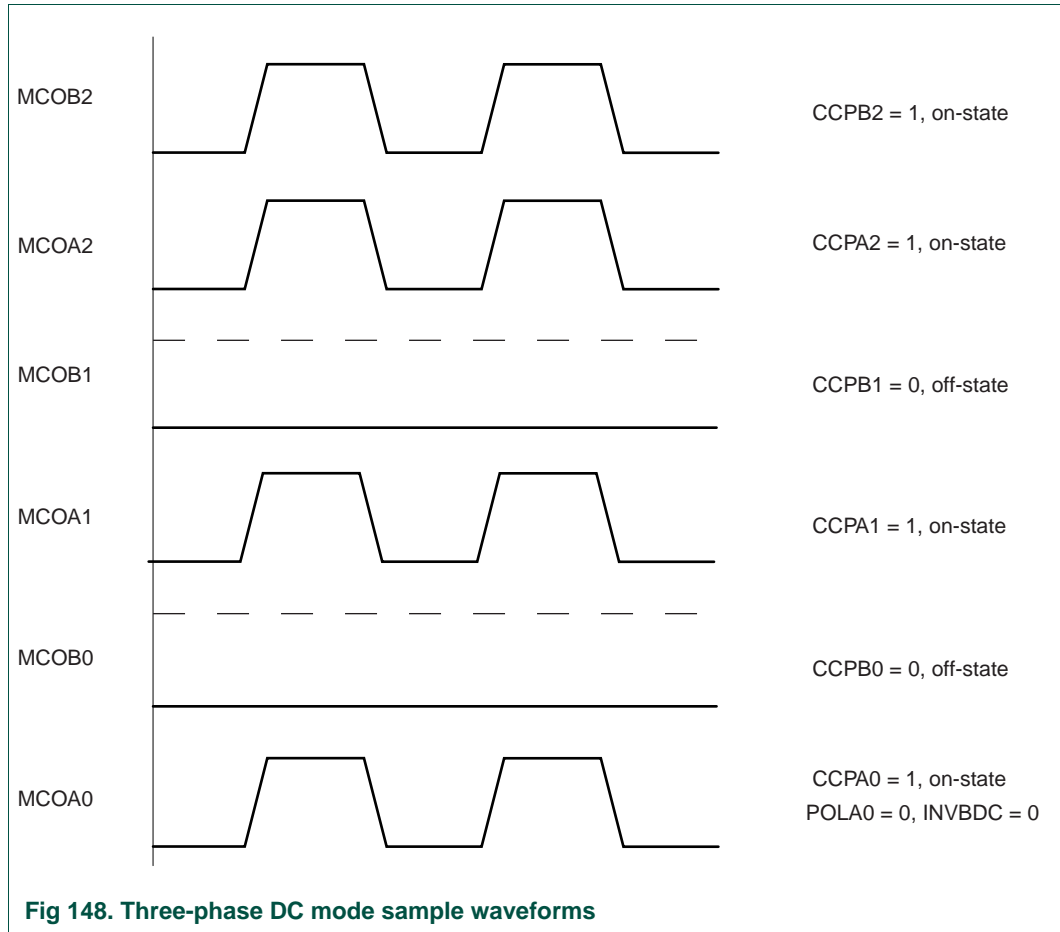 MCOB2
CCPB2 = 1, on-state
MCOA2
CCPA2 = 1, on-state
MCOB1
CCPB1 = 0, off-state
MCOA1
CCPA1 = 1, on-state
MCOB0
CCPB0 = 0, off-state
MCOA0
CCPA0 = 1, on-state
POLA0 = 0, INVBDC = 0
Fig 148. Three-phase DC mode sample waveforms